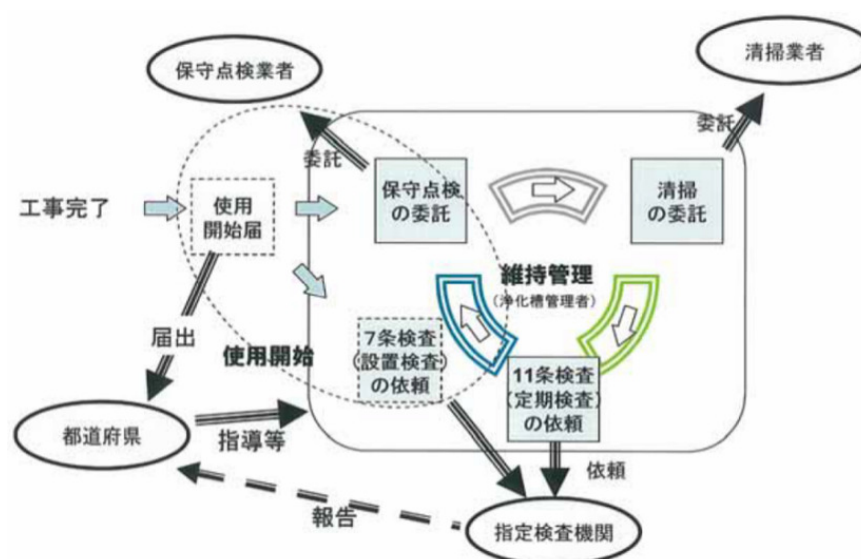 保守点検業者
清掃業者
委託
委託
工事完了
使用
開始届
保守点検
の委託
清掃
の委託
維持管理
(浄化槽管理者)
届出
使用開始
7条検査
(設置検査)
の依頼
11条検査
(定期検査)
の依頼
都道府県
指導等
依頼
報告
指定検査機関